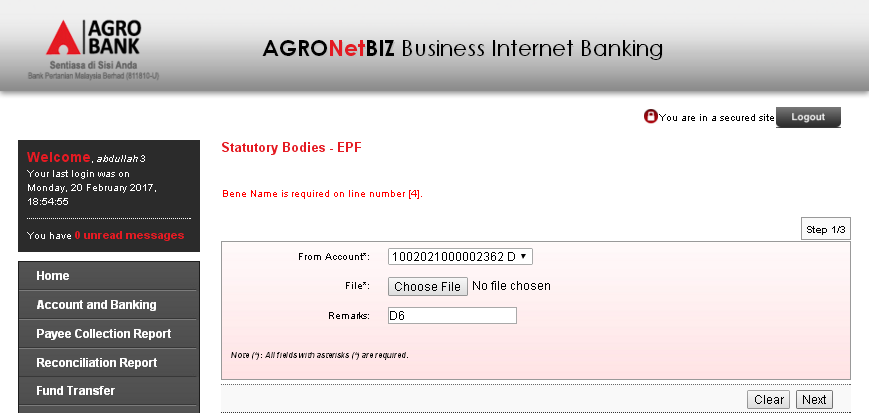 AGRO
BANK
Sentiasa di Sisi Anda
Bank Pertanian Malaysia Berhad (811810-U)
AGRONetBIZ Business Internet Banking
You are in a secured site
Logout
Welcome, abdullah3
Your last login was on
Monday, 20 February 2017,
18:54:55
You have 0 unread messages
Home
Account and Banking
Payee Collection Report
Reconciliation Report
Fund Transfer
Statutory Bodies - EPF
Bene Name is required on line number [4].
Step 1/3
From Account*: 1002021000002362 D
File*: Choose File No file chosen
Remarks: D6
Note (*): All fields with asterisks (*) are required.
Clear Next